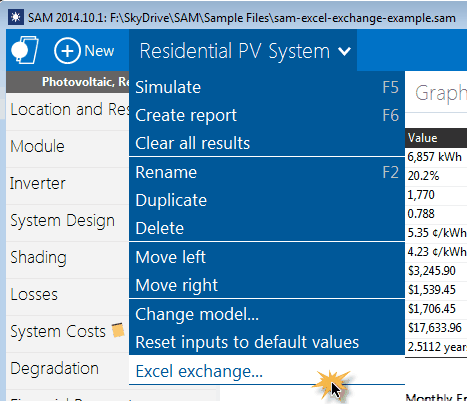 SAM 2014.10.1: F:\SkyDrive\SAM\Sample Files\sam-excel-exchange-example.sam
New
Residential PV System
Photovoltaic, Re
Location and Res
Module
Inverter
System Design
Shading
Losses
System Costs
Degradation
Simulate F5
Create report F6
Clear all results
Rename F2
Duplicate
Delete
Move left
Move right
Change model...
Reset inputs to default values
Excel exchange...
Graph
Value
6,857 kWh
20.2%
1,770
0.788
5.35 ¢/kWh
4.23 ¢/kWh
$3,245.90
$1,539.45
$1,706.45
$17,633.96
2.5112 years
Monthly En